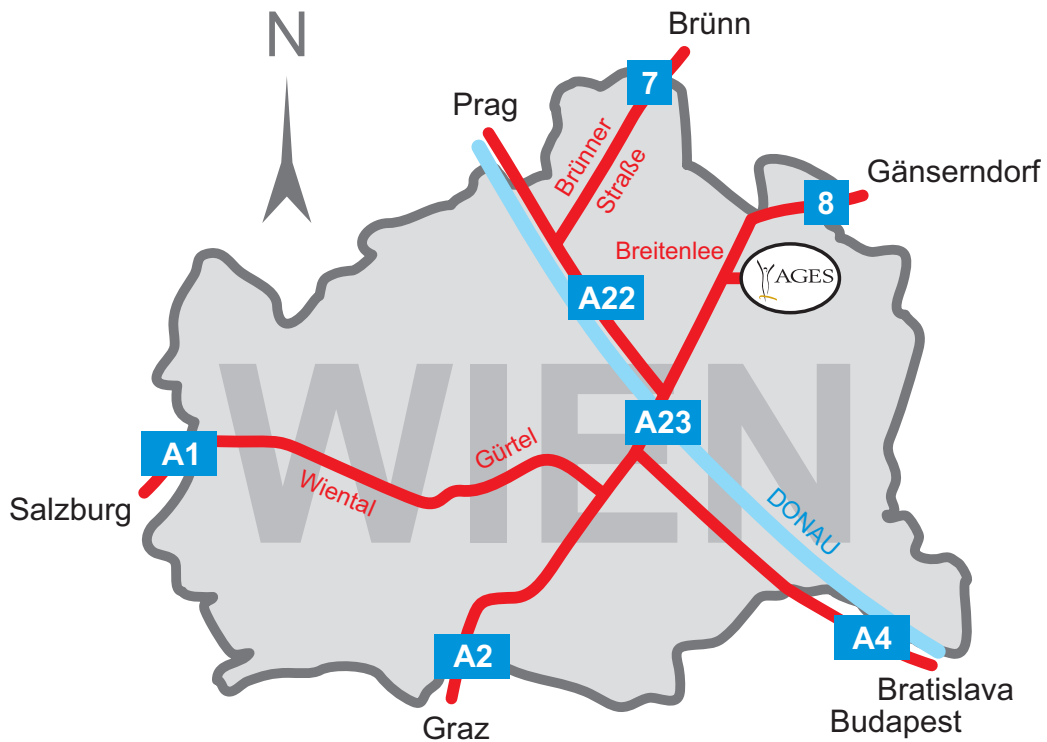 N
Brünn
7
Prag
Brünner
Straße
Gänserndorf
8
Breitenlee
AGES
A22
WIEN
A23
A1
Gürtel
Wiental
Salzburg
DONAU
A4
A2
Bratislava
Budapest
Graz